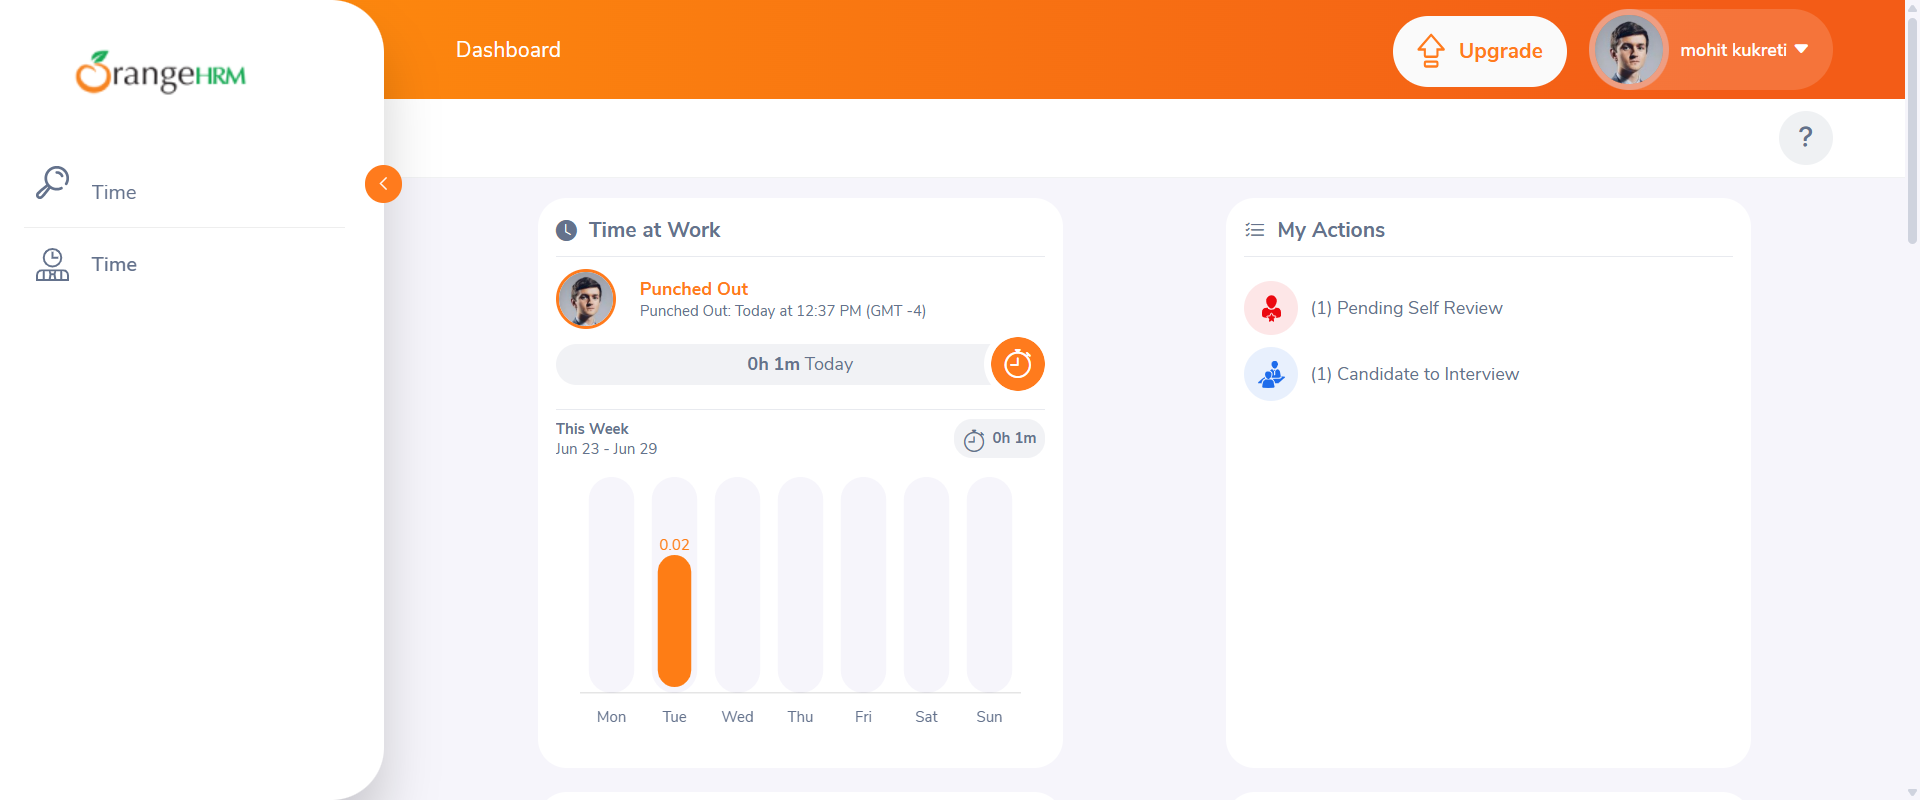 OrangeHRM
Time
Time
Dashboard
Upgrade
mohit kukreti
?
Time at Work
Punched Out
Punched Out: Today at 12:37 PM (GMT -4)
0h 1m Today
This Week
Jun 23 - Jun 29
0h 1m
0.02
Mon Tue Wed Thu Fri Sat Sun
My Actions
(1) Pending Self Review
(1) Candidate to Interview